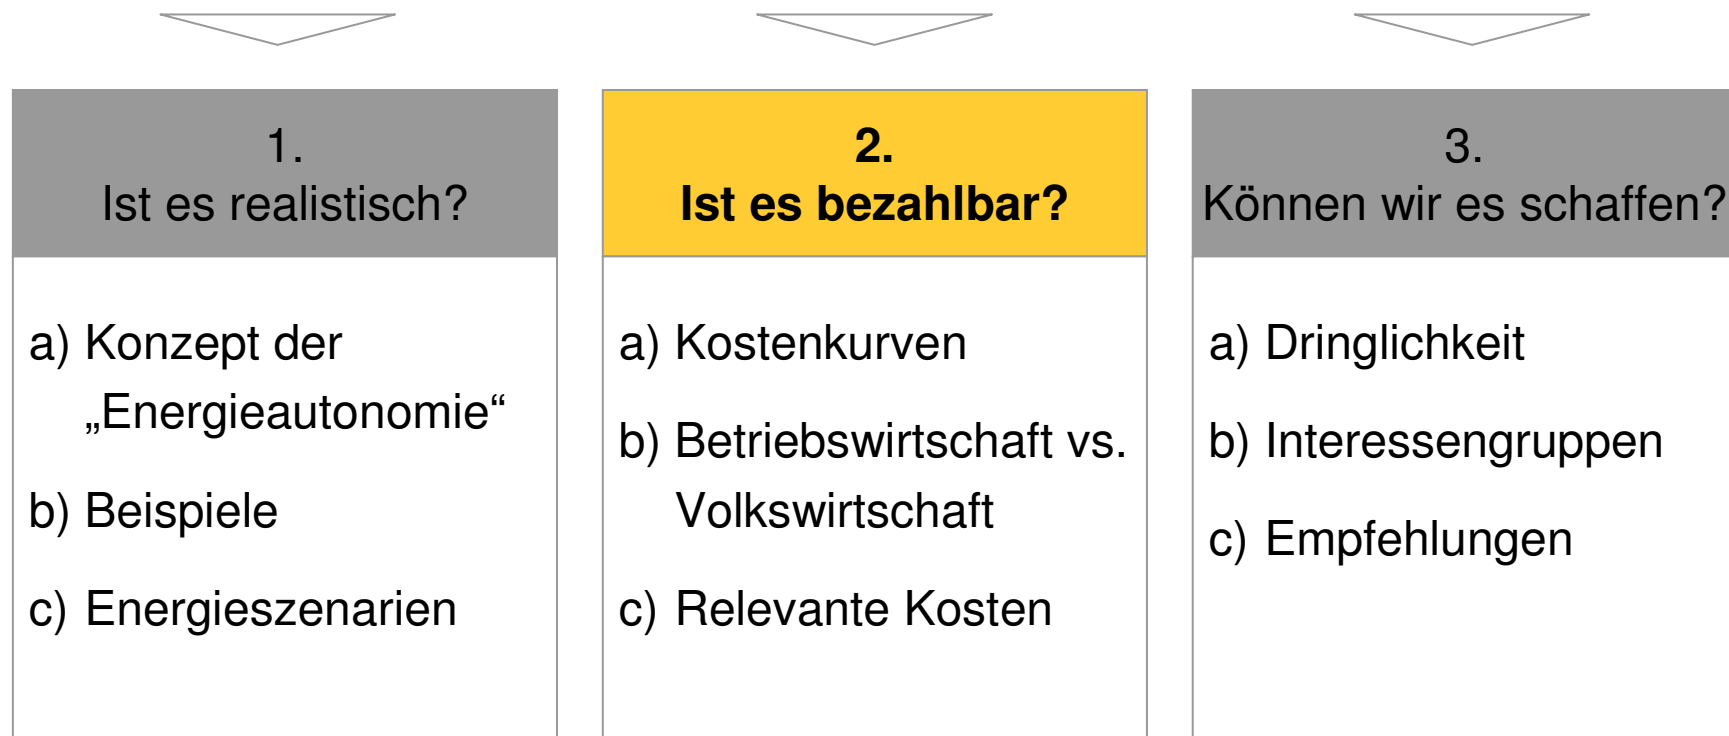 1.
Ist es realistisch?
a) Konzept der
„Energieautonomie“
b) Beispiele
c) Energieszenarien
2.
Ist es bezahlbar?
a) Kostenkurven
b) Betriebswirtschaft vs.
Volkswirtschaft
c) Relevante Kosten
3.
Können wir es schaffen?
a) Dringlichkeit
b) Interessengruppen
c) Empfehlungen